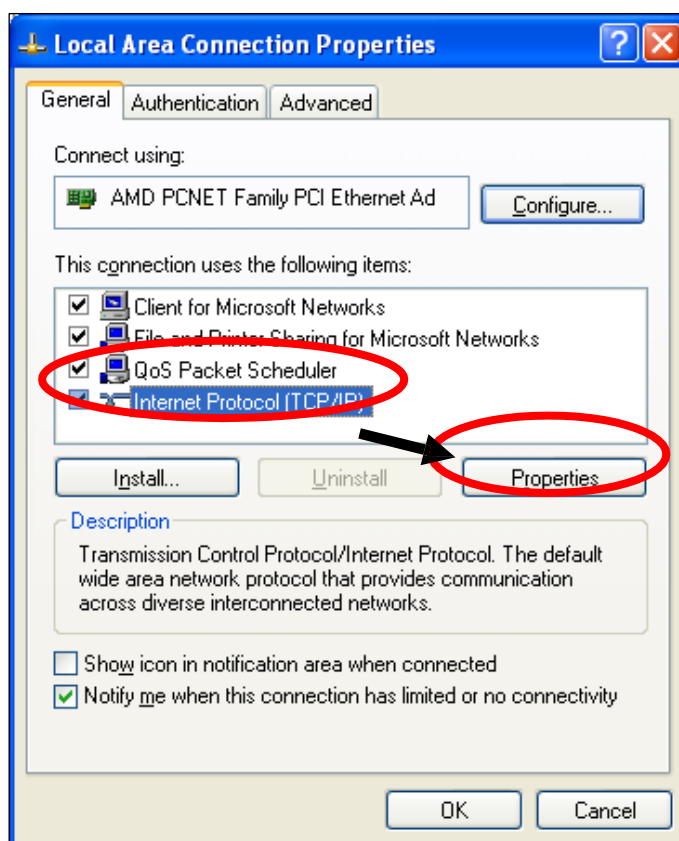 Local Area Connection Properties
General Authentication Advanced
Connect using:
AMD PCNET Family PCI Ethernet Ad
Configure...
This connection uses the following items:
Client for Microsoft Networks
File and Printer Sharing for Microsoft Networks
QoS Packet Scheduler
Internet Protocol (TCP/IP)
Install... Uninstall Properties
Description
Transmission Control Protocol/Internet Protocol. The default
wide area network protocol that provides communication
across diverse interconnected networks.
Show icon in notification area when connected
Notify me when this connection has limited or no connectivity
OK Cancel